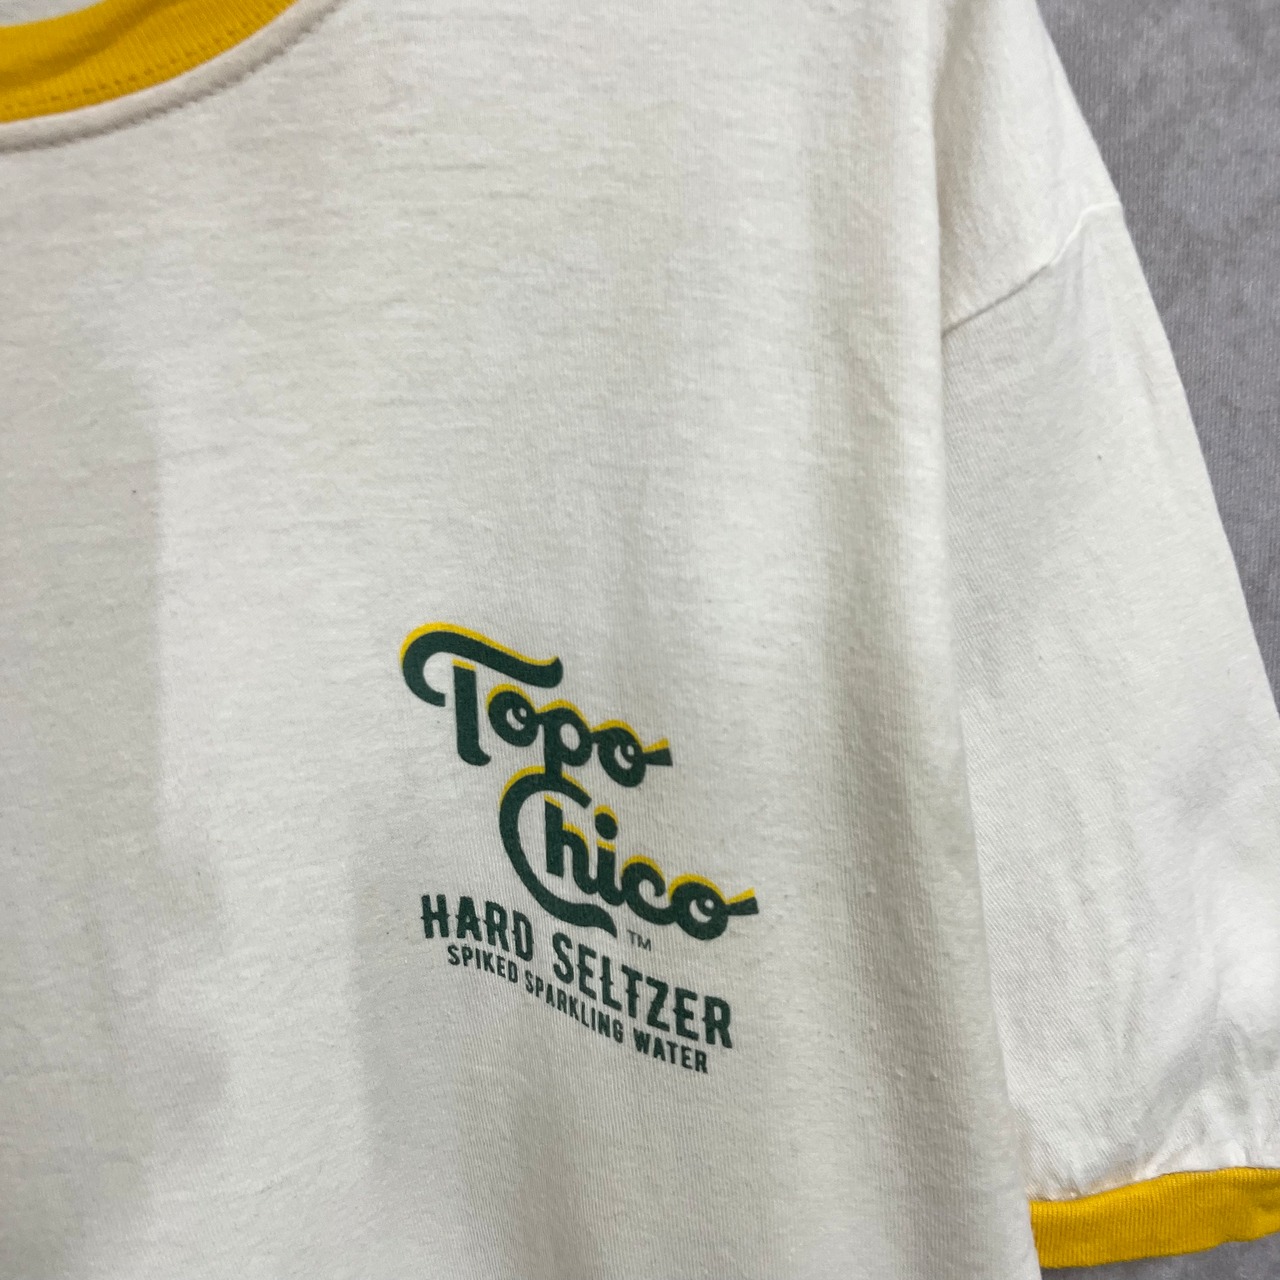 Topo
Chico
TM
HARD SELTZER
SPIKED SPARKLING WATER